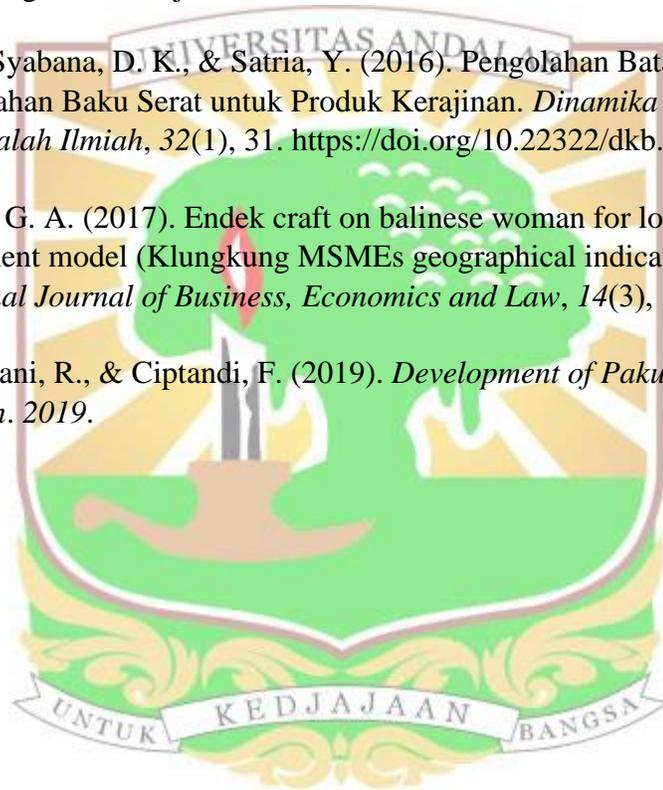 UNIVERSITAS ANDALAS
Syabana, D. K., & Satria, Y. (2016). Pengolahan Bata
ahan Baku Serat untuk Produk Kerajinan. Dinamika
alah Ilmiah, 32(1), 31. https://doi.org/10.22322/dkb.
G. A. (2017). Endek craft on balinese woman for lo
ent model (Klungkung MSMEs geographical indica
nal Journal of Business, Economics and Law, 14(3),
ani, R., & Ciptandi, F. (2019). Development of Paku
n. 2019.
UNTUK KEDJAJAAN BANGSA